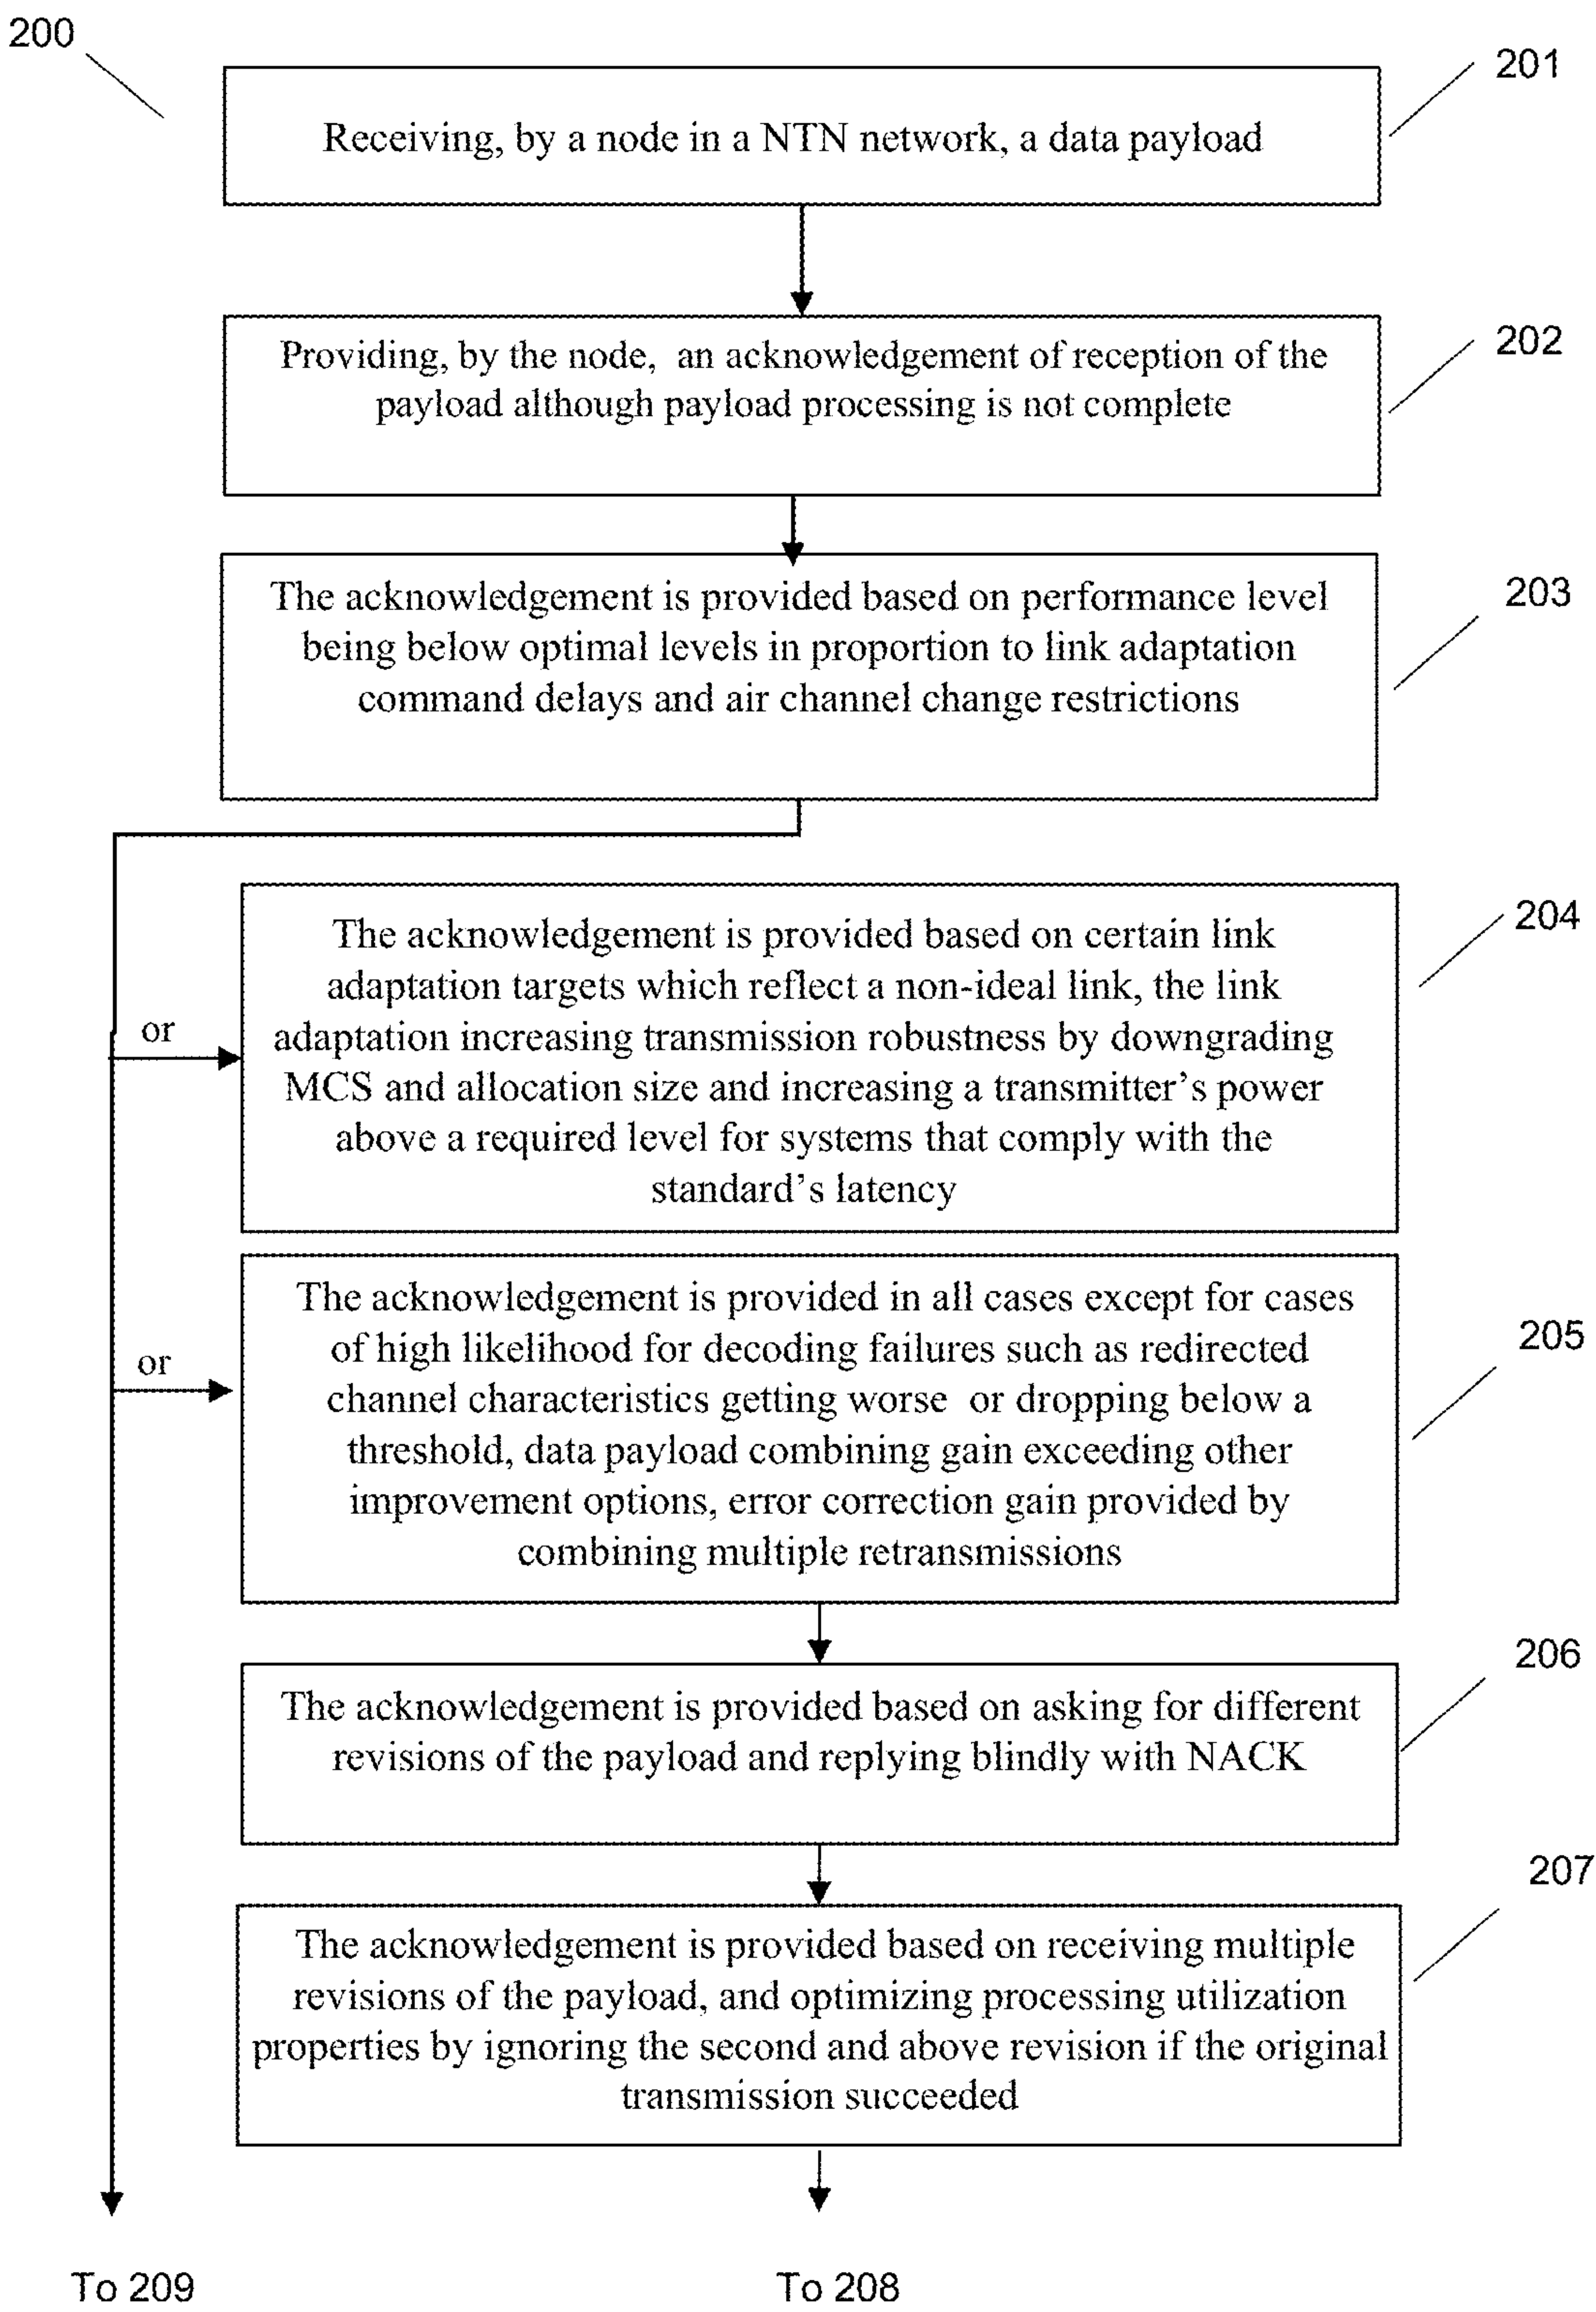 200
201
Receiving, by a node in a NTN network, a data payload
202
Providing, by the node, an acknowledgement of reception of the
payload although payload processing is not complete
203
The acknowledgement is provided based on performance level
being below optimal levels in proportion to link adaptation
command delays and air channel change restrictions
204
The acknowledgement is provided based on certain link
adaptation targets which reflect a non-ideal link, the link
adaptation increasing transmission robustness by downgrading
MCS and allocation size and increasing a transmitter's power
above a required level for systems that comply with the
standard's latency
or
205
The acknowledgement is provided in all cases except for cases
of high likelihood for decoding failures such as redirected
channel characteristics getting worse or dropping below a
threshold, data payload combining gain exceeding other
improvement options, error correction gain provided by
combining multiple retransmissions
or
206
The acknowledgement is provided based on asking for different
revisions of the payload and replying blindly with NACK
207
The acknowledgement is provided based on receiving multiple
revisions of the payload, and optimizing processing utilization
properties by ignoring the second and above revision if the original
transmission succeeded
To 209
To 208